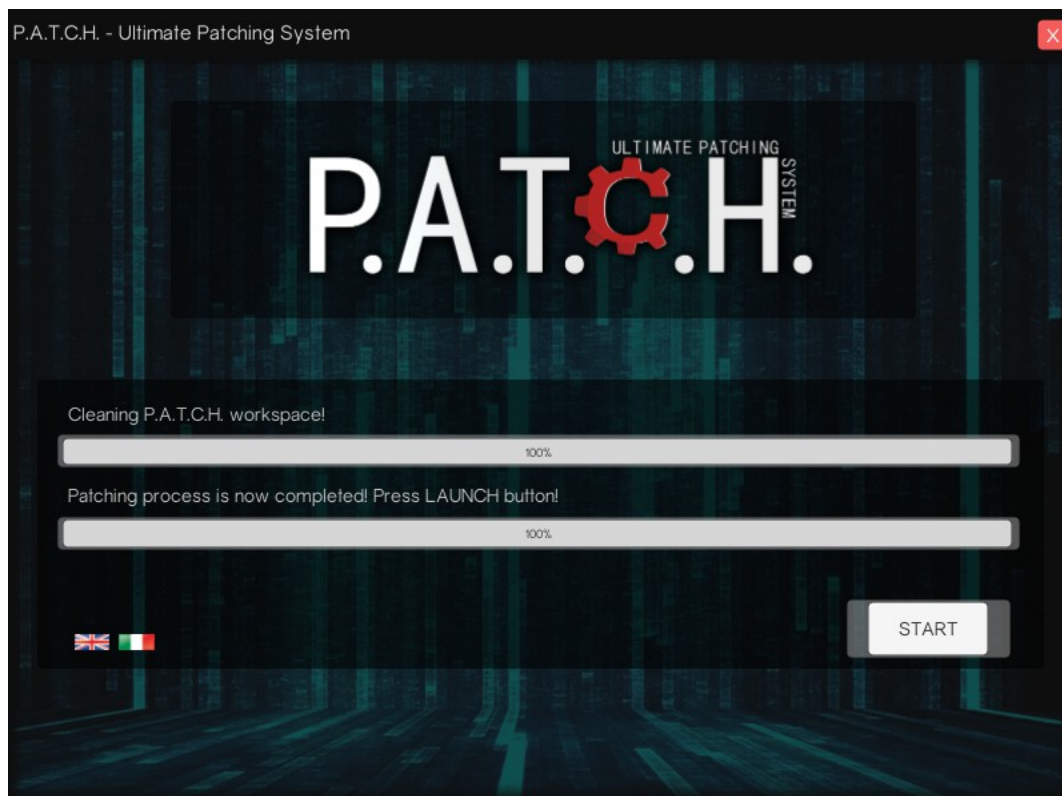 P.A.T.C.H. - Ultimate Patching System
X
ULTIMATE PATCHING
SYSTEM
P.A.T.C.H.
Cleaning P.A.T.C.H. workspace!
100%
Patching process is now completed! Press LAUNCH button!
100%
START